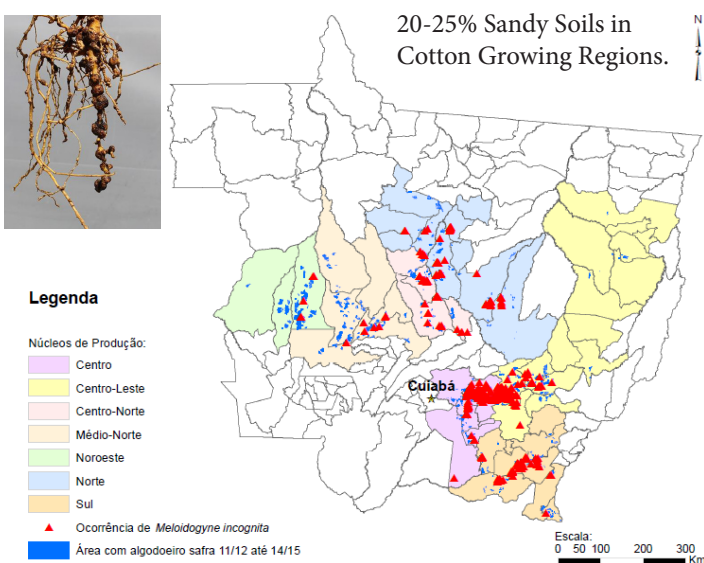 20-25% Sandy Soils in
Cotton Growing Regions.
N
Cuiabá
Legenda
Núcleos de Produção:
Centro
Centro-Leste
Centro-Norte
Médio-Norte
Noroeste
Norte
Sul
Ocorrência de Meloidogyne incognita
Área com algodoeiro safra 11/12 até 14/15
Escala:
0 50 100 200 300
Km